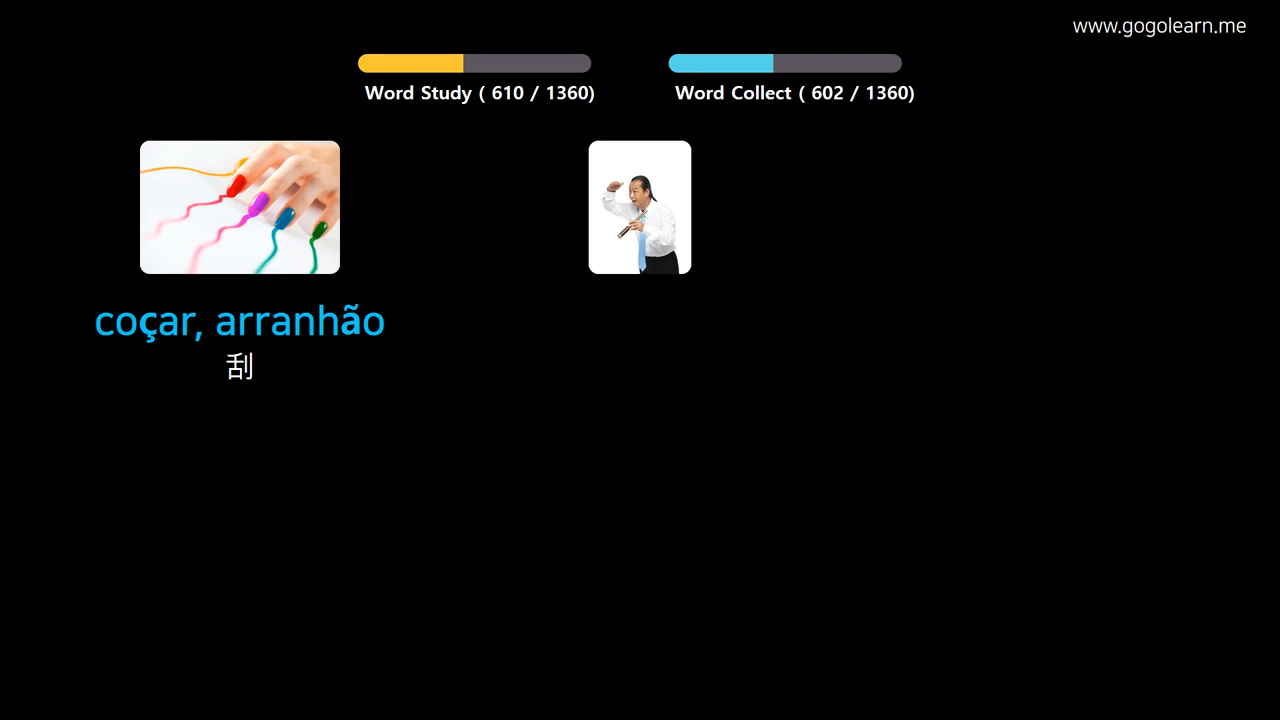 www.gogolearn.me
Word Study ( 610 / 1360)
Word Collect ( 602 / 1360)
coçar, arranhão
刮